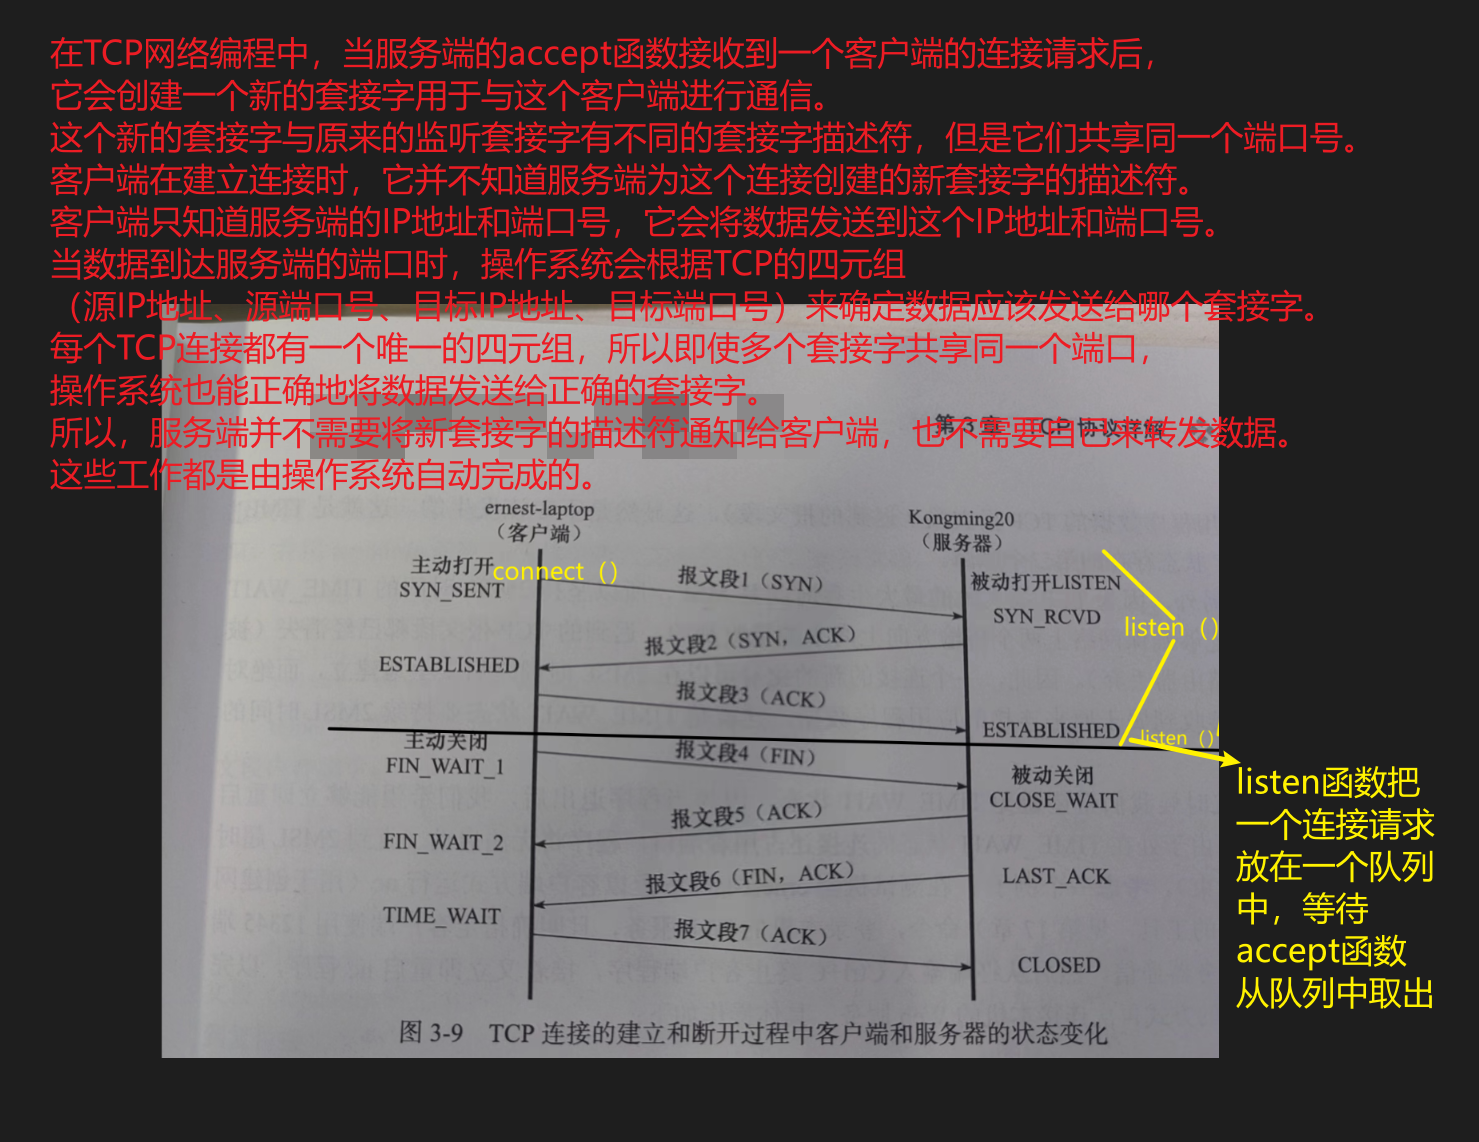 在TCP网络编程中，当服务端的accept函数接收到一个客户端的连接请求后，
它会创建一个新的套接字用于与这个客户端进行通信。
这个新的套接字与原来的监听套接字有不同的套接字描述符，但是它们共享同一个端口号。
客户端在建立连接时，它并不知道服务端为这个连接创建的新套接字的描述符。
客户端只知道服务端的IP地址和端口号，它会将数据发送到这个IP地址和端口号。
当数据到达服务端的端口时，操作系统会根据TCP的四元组
（源IP地址、源端口号、目标IP地址、目标端口号）来确定数据应该发送给哪个套接字。
每个TCP连接都有一个唯一的四元组，所以即使多个套接字共享同一个端口，
操作系统也能正确地将数据发送给正确的套接字。
第 3 章 TCP 协议详解
所以，服务端并不需要将新套接字的描述符通知给客户端，也不需要自己来转发数据。
这些工作都是由操作系统自动完成的。
ernest-laptop
（客户端）
Kongming20
（服务器）
主动打开
connect（）
SYN_SENT
报文段1（SYN）
被动打开LISTEN
SYN_RCVD
listen（）
报文段2（SYN，ACK）
ESTABLISHED
报文段3（ACK）
ESTABLISHED
listen（）
主动关闭
FIN_WAIT_1
报文段4（FIN）
被动关闭
CLOSE_WAIT
报文段5（ACK）
FIN_WAIT_2
报文段6（FIN，ACK）
LAST_ACK
TIME_WAIT
报文段7（ACK）
CLOSED
listen函数把
一个连接请求
放在一个队列
中，等待
accept函数
从队列中取出
图 3-9 TCP 连接的建立和断开过程中客户端和服务器的状态变化